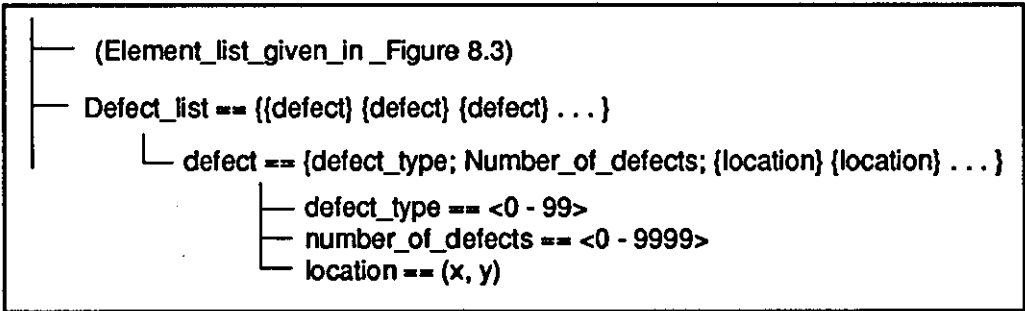 (Element_list_given_in _Figure 8.3)
Defect_list == {{defect} {defect} {defect} . . . }
defect == {defect_type; Number_of_defects; {location} {location} . . . }
defect_type == <0 - 99>
number_of_defects == <0 - 9999>
location == (x, y)